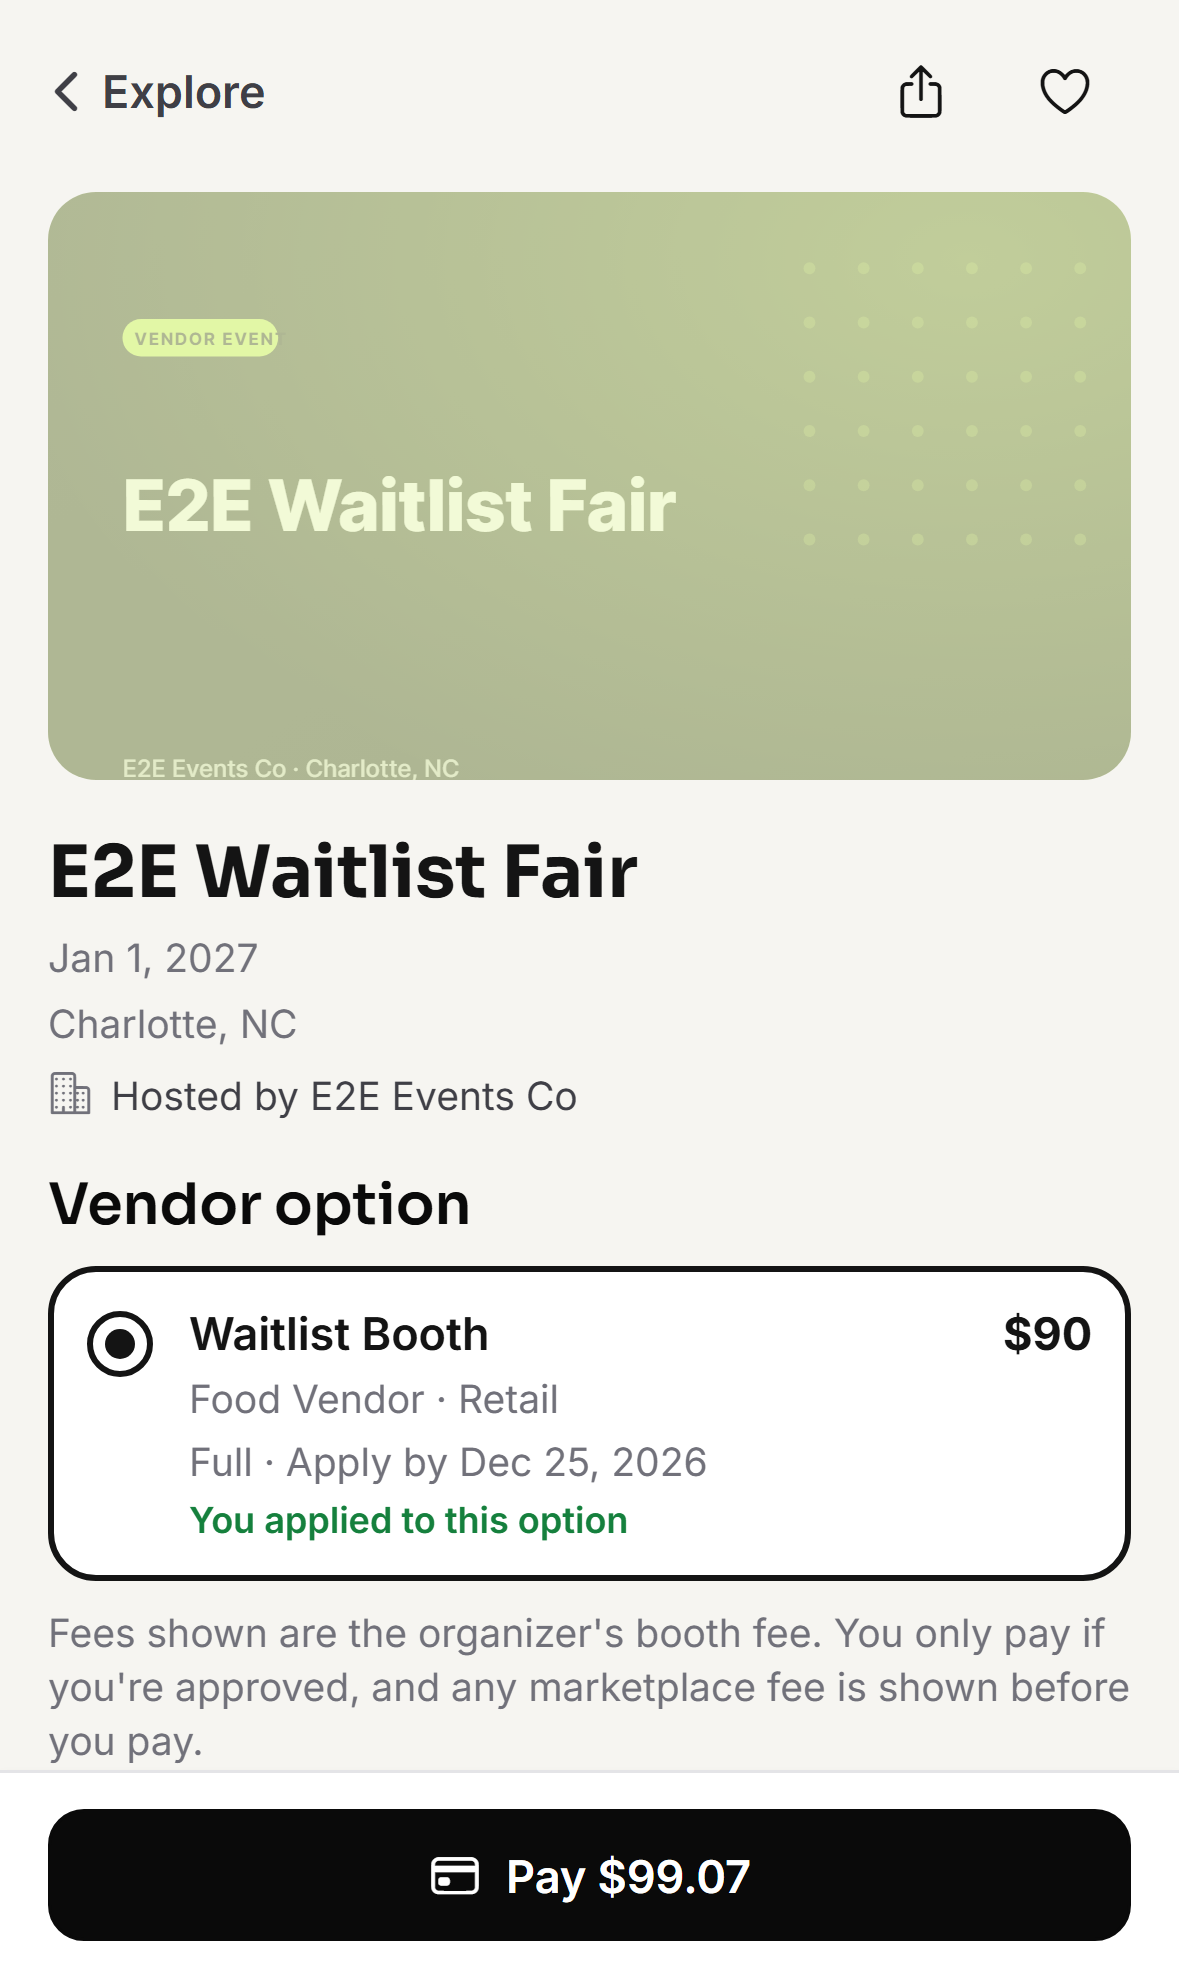 Explore
VENDOR EVENT
E2E Waitlist Fair
E2E Events Co · Charlotte, NC
E2E Waitlist Fair
Jan 1, 2027
Charlotte, NC
Hosted by E2E Events Co
Vendor option
Waitlist Booth $90
Food Vendor · Retail
Full · Apply by Dec 25, 2026
You applied to this option
Fees shown are the organizer's booth fee. You only pay if
you're approved, and any marketplace fee is shown before
you pay.
Pay $99.07